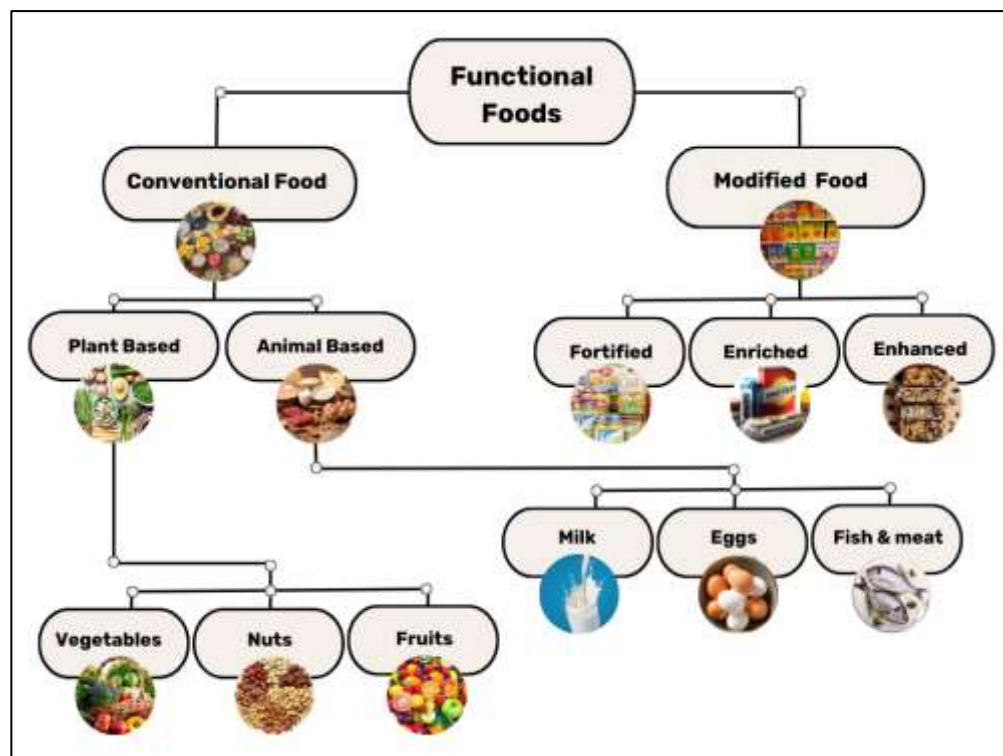 Functional
Foods
Conventional Food
Modified Food
Plant Based
Animal Based
Fortified
Enriched
Enhanced
Milk
Eggs
Fish & meat
Vegetables
Nuts
Fruits